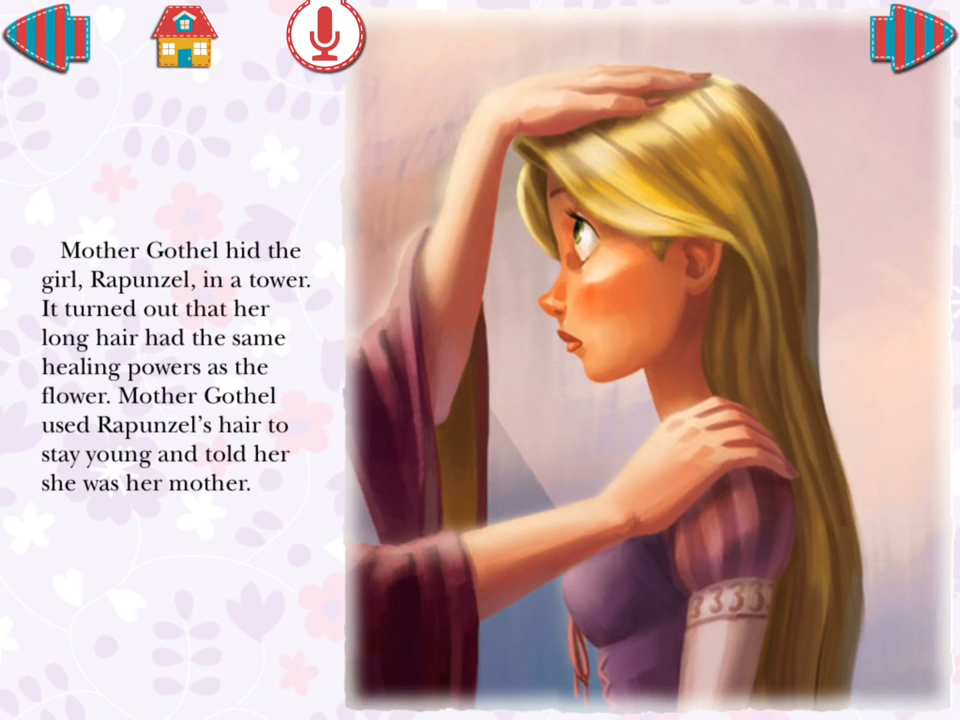 Mother Gothel hid the
girl, Rapunzel, in a tower.
It turned out that her
long hair had the same
healing powers as the
flower. Mother Gothel
used Rapunzel’s hair to
stay young and told her
she was her mother.